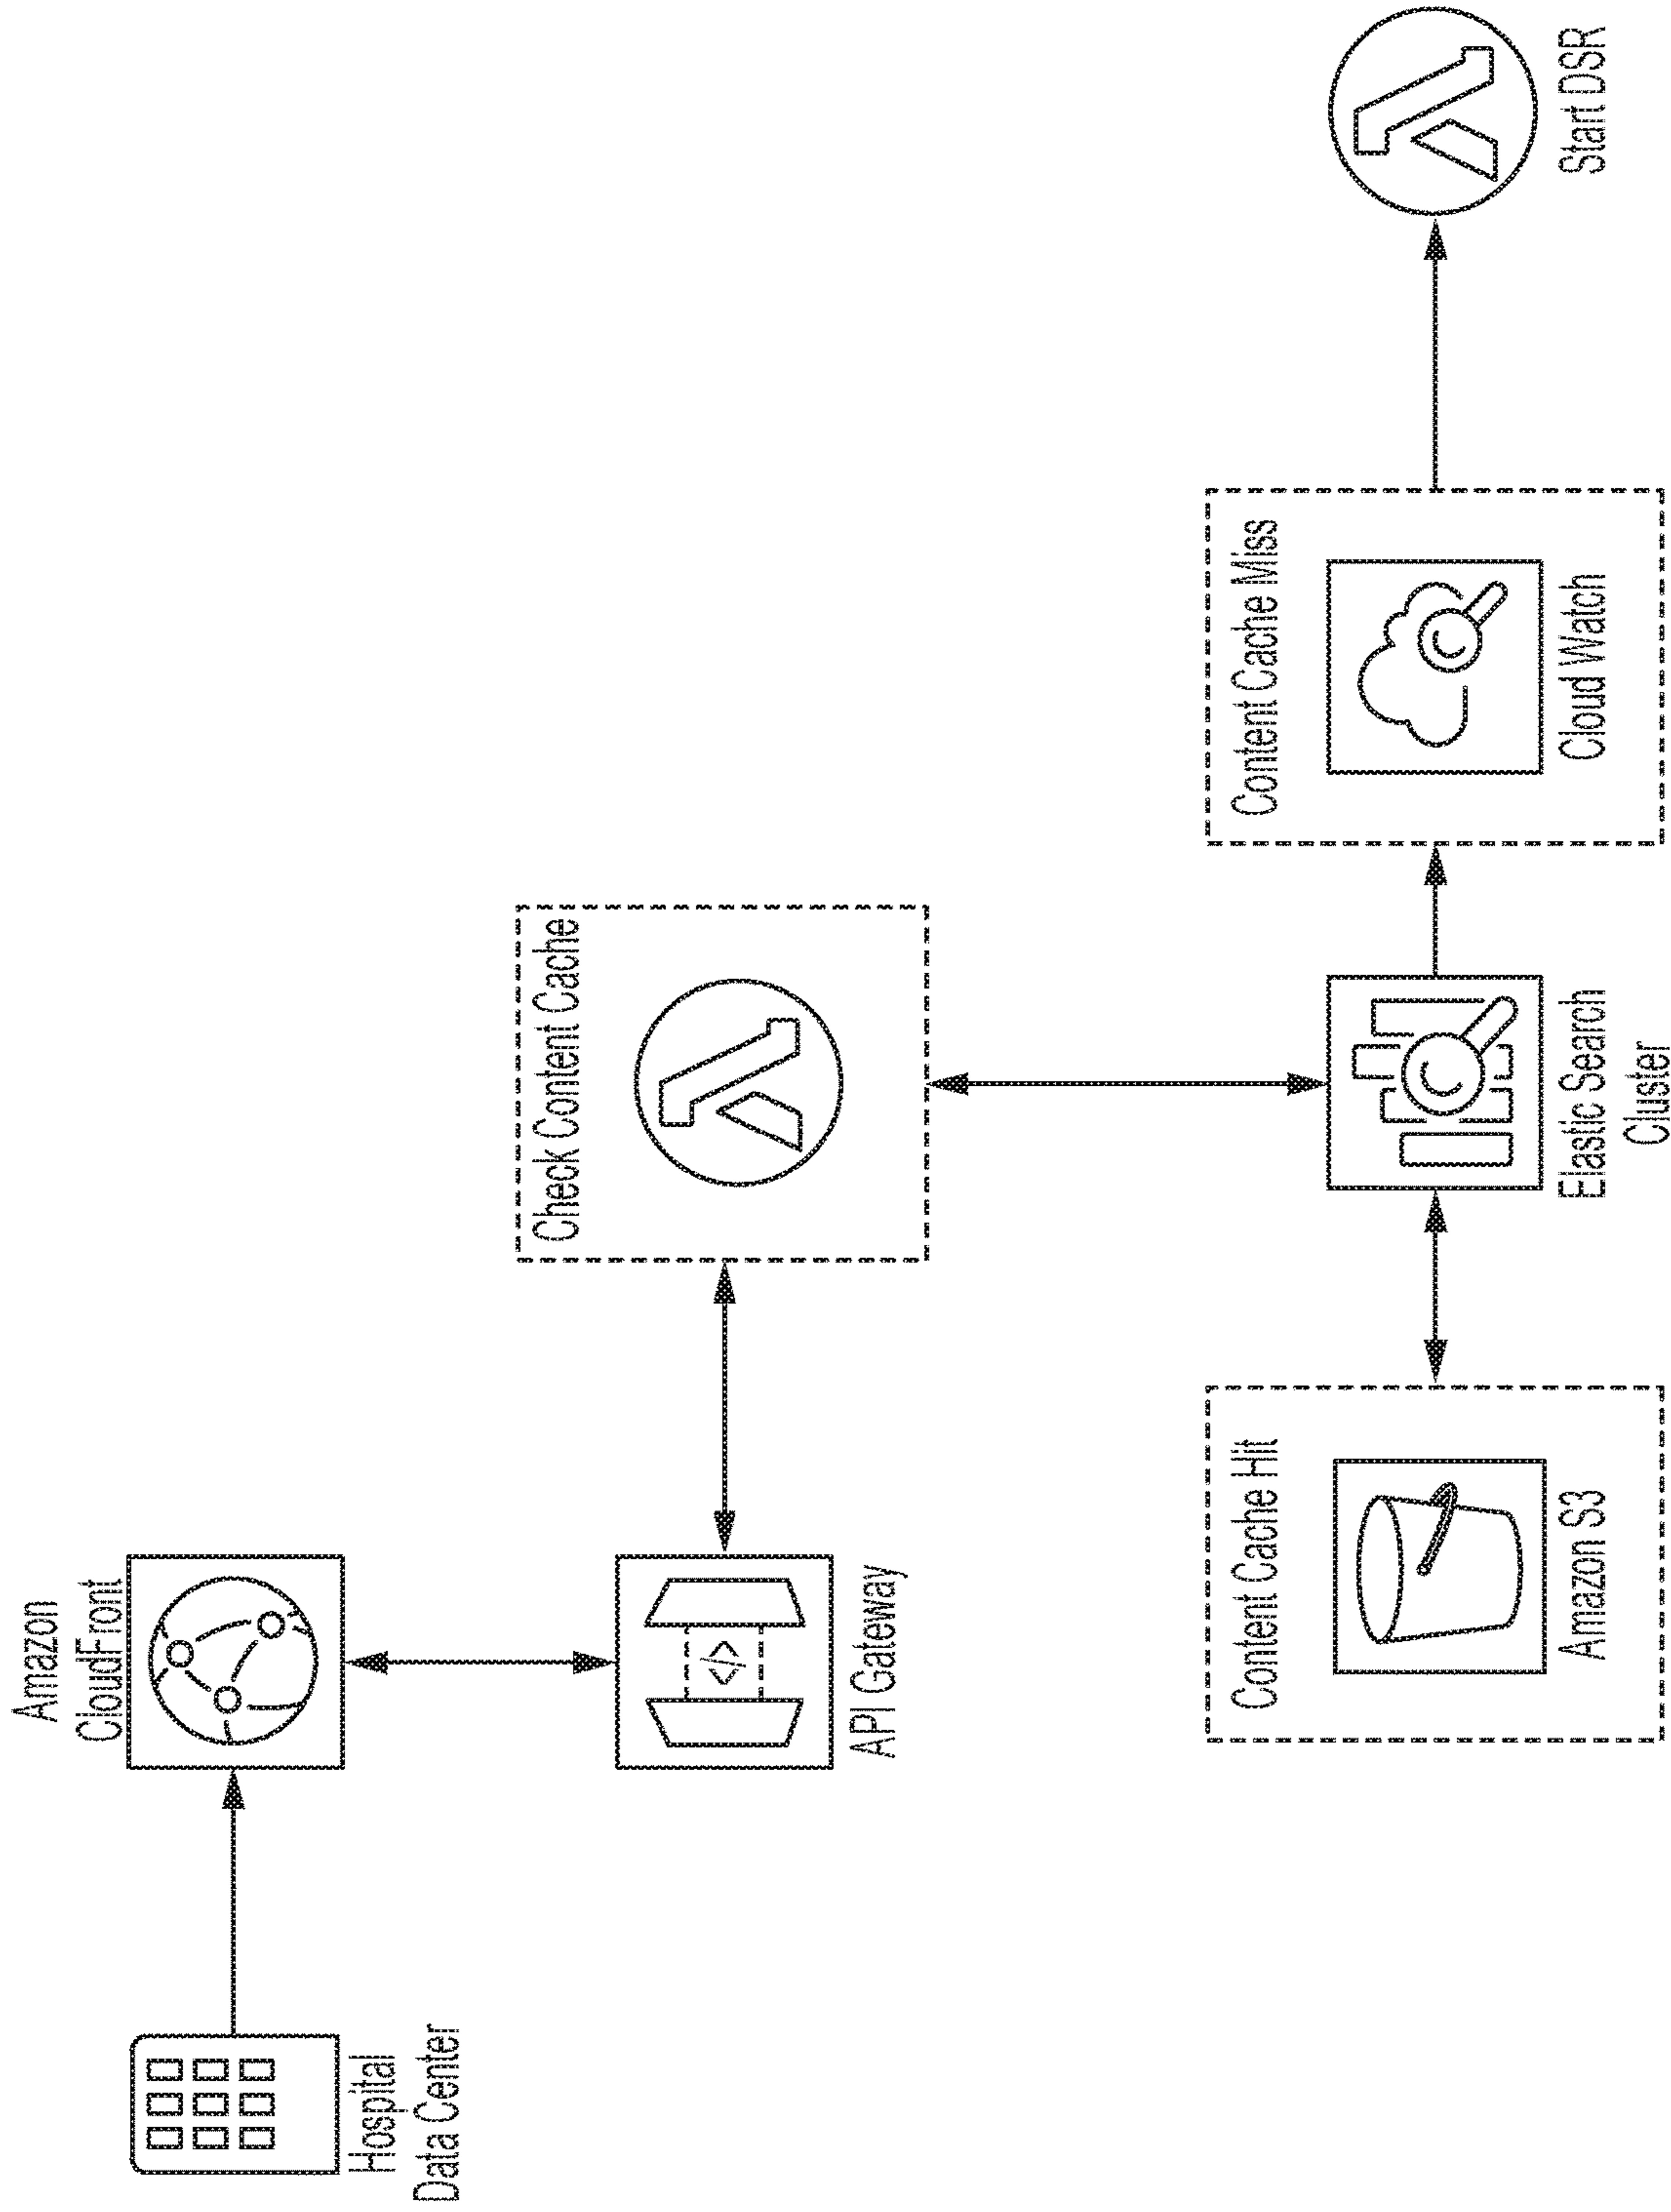 Hospital
Data Center
Amazon
CloudFront
</>
API Gateway
Check Content Cache
Content Cache Hit
Amazon S3
Elastic Search
Cluster
Content Cache Miss
Cloud Watch
Start DSR